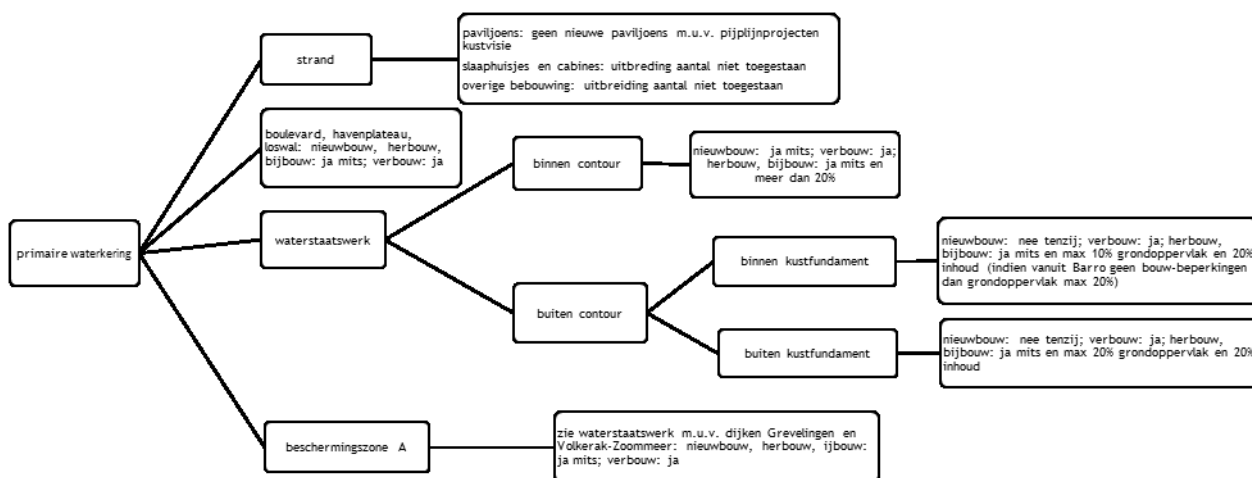 paviljoens: geen nieuwe paviljoens m.u.v. pijplijnprojecten
kustvisie
slaaphuisjes en cabines: uitbreding aantal niet toegestaan
overige bebouwing: uitbreiding aantal niet toegestaan
strand
boulevard, havenplateau,
loswal: nieuwbouw, herbouw,
bijbouw: ja mits; verbouw: ja
binnen contour
nieuwbouw: ja mits; verbouw: ja;
herbouw, bijbouw: ja mits en
meer dan 20%
primaire waterkering
waterstaatswerk
binnen kustfundament
nieuwbouw: nee tenzij; verbouw: ja; herbouw,
bijbouw: ja mits en max 10% grondoppervlak en 20%
inhoud (indien vanuit Barro geen bouw-beperkingen
dan grondoppervlak max 20%)
buiten contour
buiten kustfundament
nieuwbouw: nee tenzij; verbouw: ja; herbouw,
bijbouw: ja mits en max 20% grondoppervlak en 20%
inhoud
beschermingszone A
zie waterstaatswerk m.u.v. dijken Grevelingen en
Volkerak-Zoommeer: nieuwbouw, herbouw, ijbouw:
ja mits; verbouw: ja